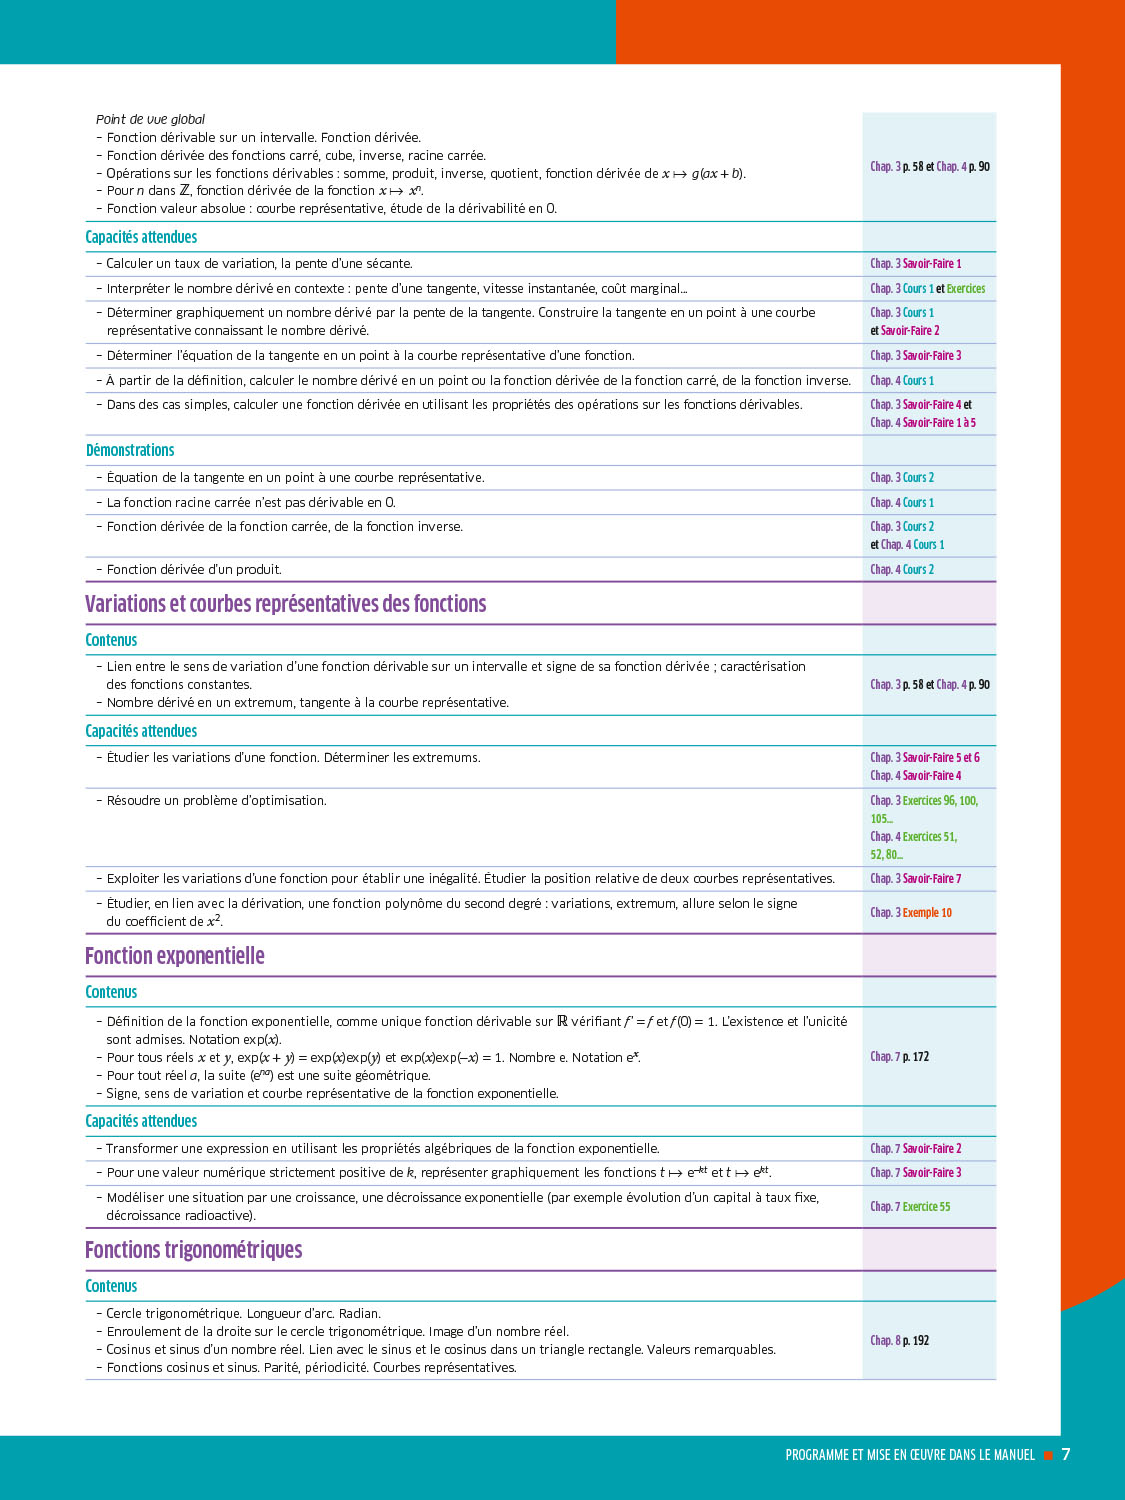 Point de vue global
– Fonction dérivable sur un intervalle. Fonction dérivée.
– Fonction dérivée des fonctions carré, cube, inverse, racine carrée.
– Opérations sur les fonctions dérivables : somme, produit, inverse, quotient, fonction dérivée de x ↦ g(ax + b).
– Pour n dans ℤ, fonction dérivée de la fonction x ↦ xⁿ.
– Fonction valeur absolue : courbe représentative, étude de la dérivabilité en 0.
Chap. 3 p. 58 et Chap. 4 p. 90
Capacités attendues
– Calculer un taux de variation, la pente d'une sécante.
Chap. 3 Savoir-Faire 1
– Interpréter le nombre dérivé en contexte : pente d'une tangente, vitesse instantanée, coût marginal...
Chap. 3 Cours 1 et Exercices
– Déterminer graphiquement un nombre dérivé par la pente de la tangente. Construire la tangente en un point à une courbe
représentative connaissant le nombre dérivé.
Chap. 3 Cours 1
et Savoir-Faire 2
– Déterminer l'équation de la tangente en un point à la courbe représentative d'une fonction.
Chap. 3 Savoir-Faire 3
– À partir de la définition, calculer le nombre dérivé en un point ou la fonction dérivée de la fonction carré, de la fonction inverse.
Chap. 4 Cours 1
– Dans des cas simples, calculer une fonction dérivée en utilisant les propriétés des opérations sur les fonctions dérivables.
Chap. 3 Savoir-Faire 4 et
Chap. 4 Savoir-Faire 1 à 5
Démonstrations
– Équation de la tangente en un point à une courbe représentative.
Chap. 3 Cours 2
– La fonction racine carrée n'est pas dérivable en 0.
Chap. 4 Cours 1
– Fonction dérivée de la fonction carrée, de la fonction inverse.
Chap. 3 Cours 2
et Chap. 4 Cours 1
– Fonction dérivée d'un produit.
Chap. 4 Cours 2
Variations et courbes représentatives des fonctions
Contenus
– Lien entre le sens de variation d'une fonction dérivable sur un intervalle et signe de sa fonction dérivée ; caractérisation
des fonctions constantes.
– Nombre dérivé en un extremum, tangente à la courbe représentative.
Chap. 3 p. 58 et Chap. 4 p. 90
Capacités attendues
– Étudier les variations d'une fonction. Déterminer les extremums.
Chap. 3 Savoir-Faire 5 et 6
Chap. 4 Savoir-Faire 4
– Résoudre un problème d'optimisation.
Chap. 3 Exercices 96, 100,
105...
Chap. 4 Exercices 51,
52, 80...
– Exploiter les variations d'une fonction pour établir une inégalité. Étudier la position relative de deux courbes représentatives.
Chap. 3 Savoir-Faire 7
– Étudier, en lien avec la dérivation, une fonction polynôme du second degré : variations, extremum, allure selon le signe
du coefficient de x².
Chap. 3 Exemple 10
Fonction exponentielle
Contenus
– Définition de la fonction exponentielle, comme unique fonction dérivable sur ℝ vérifiant f' = f et f(0) = 1. L'existence et l'unicité
sont admises. Notation exp(x).
– Pour tous réels x et y, exp(x + y) = exp(x)exp(y) et exp(x)exp(–x) = 1. Nombre e. Notation eˣ.
– Pour tout réel a, la suite (eⁿᵃ) est une suite géométrique.
– Signe, sens de variation et courbe représentative de la fonction exponentielle.
Chap. 7 p. 172
Capacités attendues
– Transformer une expression en utilisant les propriétés algébriques de la fonction exponentielle.
Chap. 7 Savoir-Faire 2
– Pour une valeur numérique strictement positive de k, représenter graphiquement les fonctions t ↦ e⁻ᵏᵗ et t ↦ eᵏᵗ.
Chap. 7 Savoir-Faire 3
– Modéliser une situation par une croissance, une décroissance exponentielle (par exemple évolution d'un capital à taux fixe,
décroissance radioactive).
Chap. 7 Exercice 55
Fonctions trigonométriques
Contenus
– Cercle trigonométrique. Longueur d'arc. Radian.
– Enroulement de la droite sur le cercle trigonométrique. Image d'un nombre réel.
– Cosinus et sinus d'un nombre réel. Lien avec le sinus et le cosinus dans un triangle rectangle. Valeurs remarquables.
– Fonctions cosinus et sinus. Parité, périodicité. Courbes représentatives.
Chap. 8 p. 192
PROGRAMME ET MISE EN ŒUVRE DANS LE MANUEL ■ 7